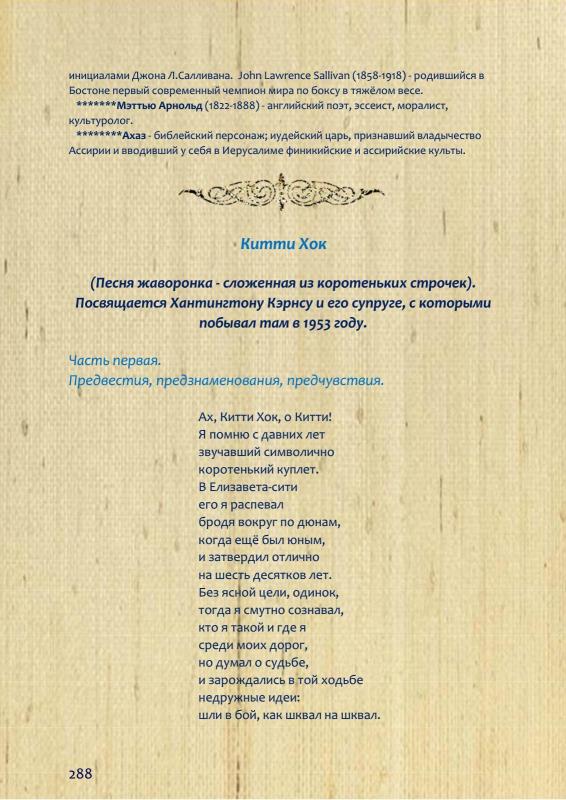 инициалами Джона Л.Салливана. John Lawrence Sallivan (1858-1918) - родившийся в
Бостоне первый современный чемпион мира по боксу в тяжёлом весе.
*******Мэттью Арнольд (1822-1888) - английский поэт, эссеист, моралист,
культуролог.
********Ахаз - библейский персонаж; иудейский царь, признавший владычество
Ассирии и вводивший у себя в Иерусалиме финикийские и ассирийские культы.
Китти Хок
(Песня жаворонка - сложенная из коротеньких строчек).
Посвящается Хантингтону Кэрнсу и его супруге, с которыми
побывал там в 1953 году.
Часть первая.
Предвестия, предзнаменования, предчувствия.
Ах, Китти Хок, о Китти!
Я помню с давних лет
звучавший символично
коротенький куплет.
В Елизавета-сити
его я распевал
бродя вокруг по дюнам,
когда ещё был юным,
и затвердил отлично
на шесть десятков лет.
Без ясной цели, одинок,
тогда я смутно сознавал,
кто я такой и где я
среди моих дорог,
но думал о судьбе,
и зарождались в той ходьбе
недружные идеи:
шли в бой, как шквал на шквал.
288